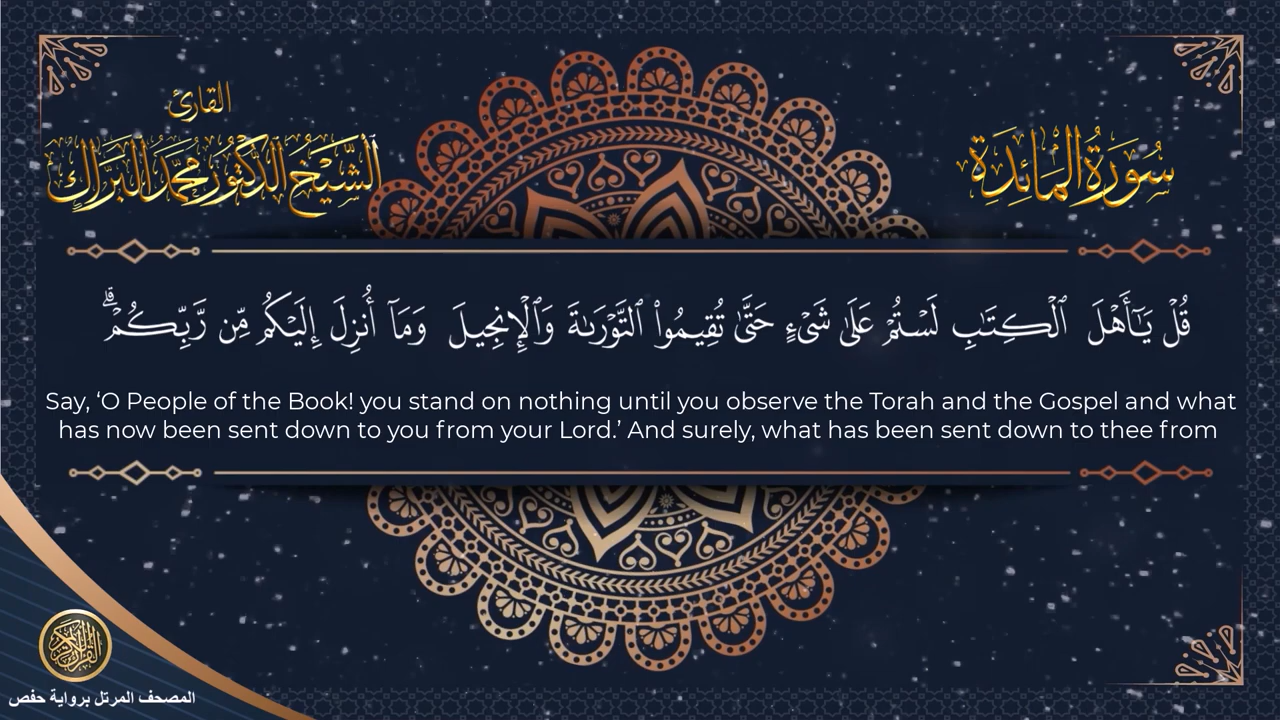 القارئ
الشيخ الدكتور محمد البراك
سورة المائدة
قُلْ يَـٰٓأَهْلَ ٱلْكِتَـٰبِ لَسْتُمْ عَلَىٰ شَىْءٍ حَتَّىٰ تُقِيمُوا۟ ٱلتَّوْرَىٰةَ وَٱلْإِنجِيلَ وَمَآ أُنزِلَ إِلَيْكُم مِّن رَّبِّكُمْ ۗ
Say, ‘O People of the Book! you stand on nothing until you observe the Torah and the Gospel and what
has now been sent down to you from your Lord.’ And surely, what has been sent down to thee from
القرآن الكريم
المصحف المرتل برواية حفص